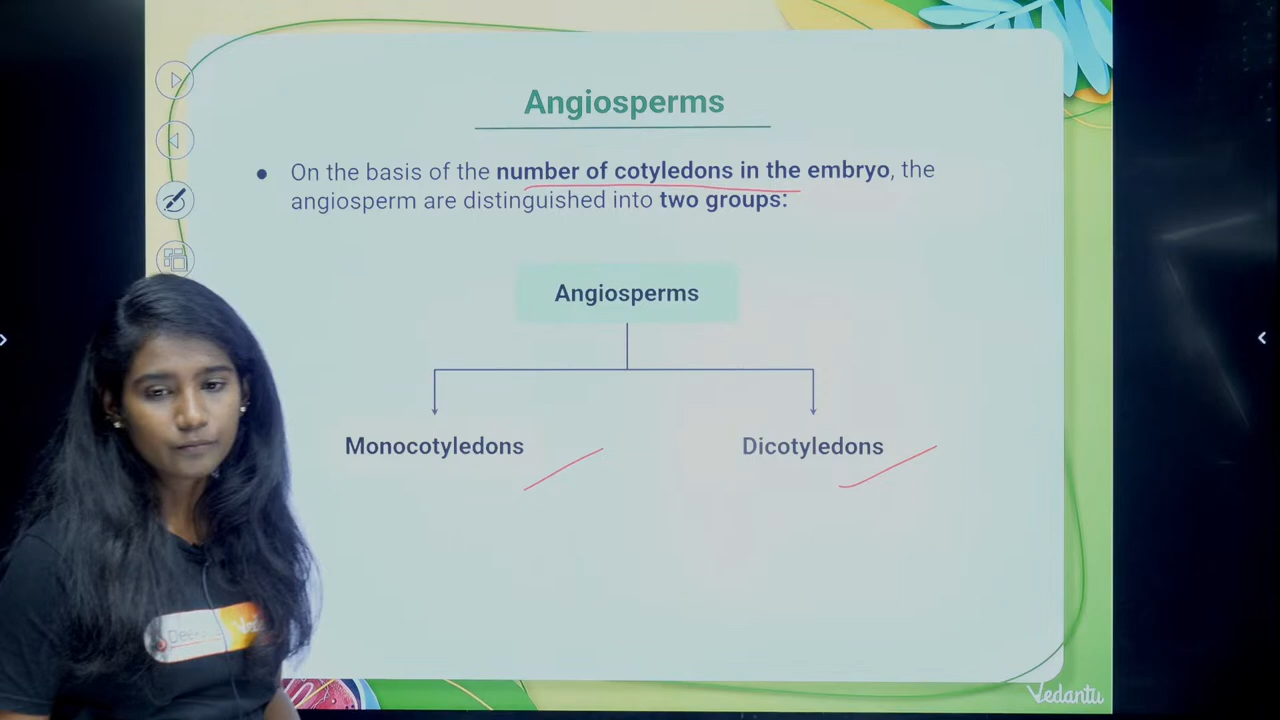 Angiosperms
● On the basis of the number of cotyledons in the embryo, the
angiosperm are distinguished into two groups:
Angiosperms
Monocotyledons
Dicotyledons
Vedantu